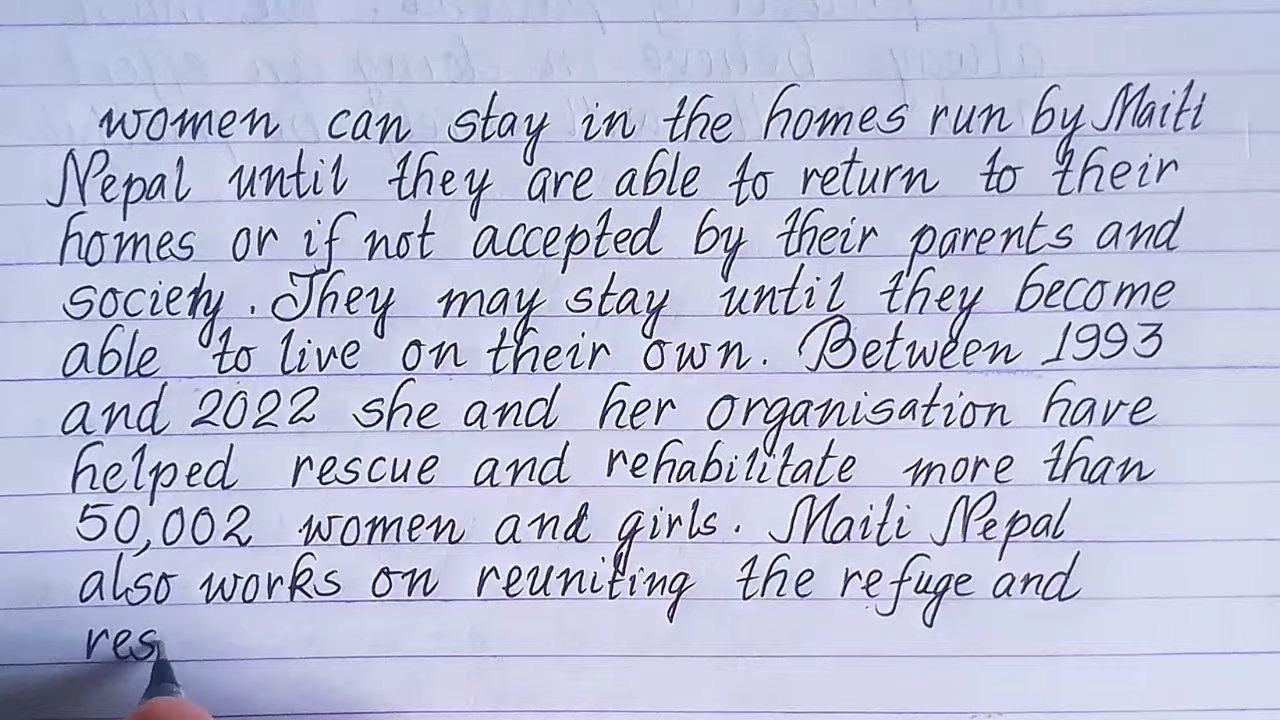 women can stay in the homes run by Maiti
Nepal until they are able to return to their
homes or if not accepted by their parents and
society. They may stay until they become
able to live on their own. Between 1993
and 2022 she and her organisation have
helped rescue and rehabilitate more than
50,002 women and girls. Maiti Nepal
also works on reuniting the refuge and
res